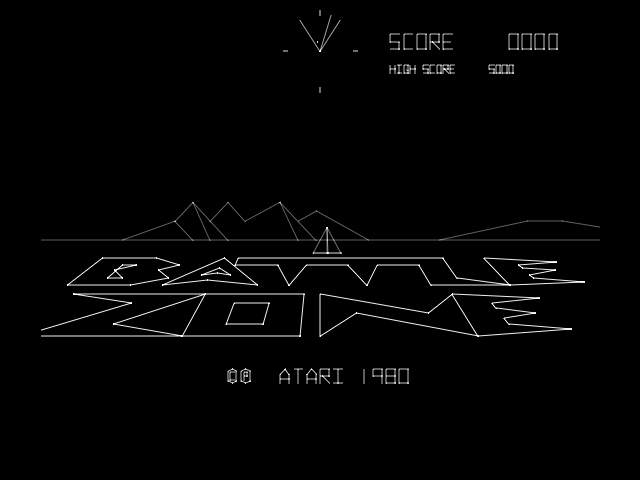 SCORE 0000
HIGH SCORE 5000
BATTLE
ZONE
©℗ ATARI 1980